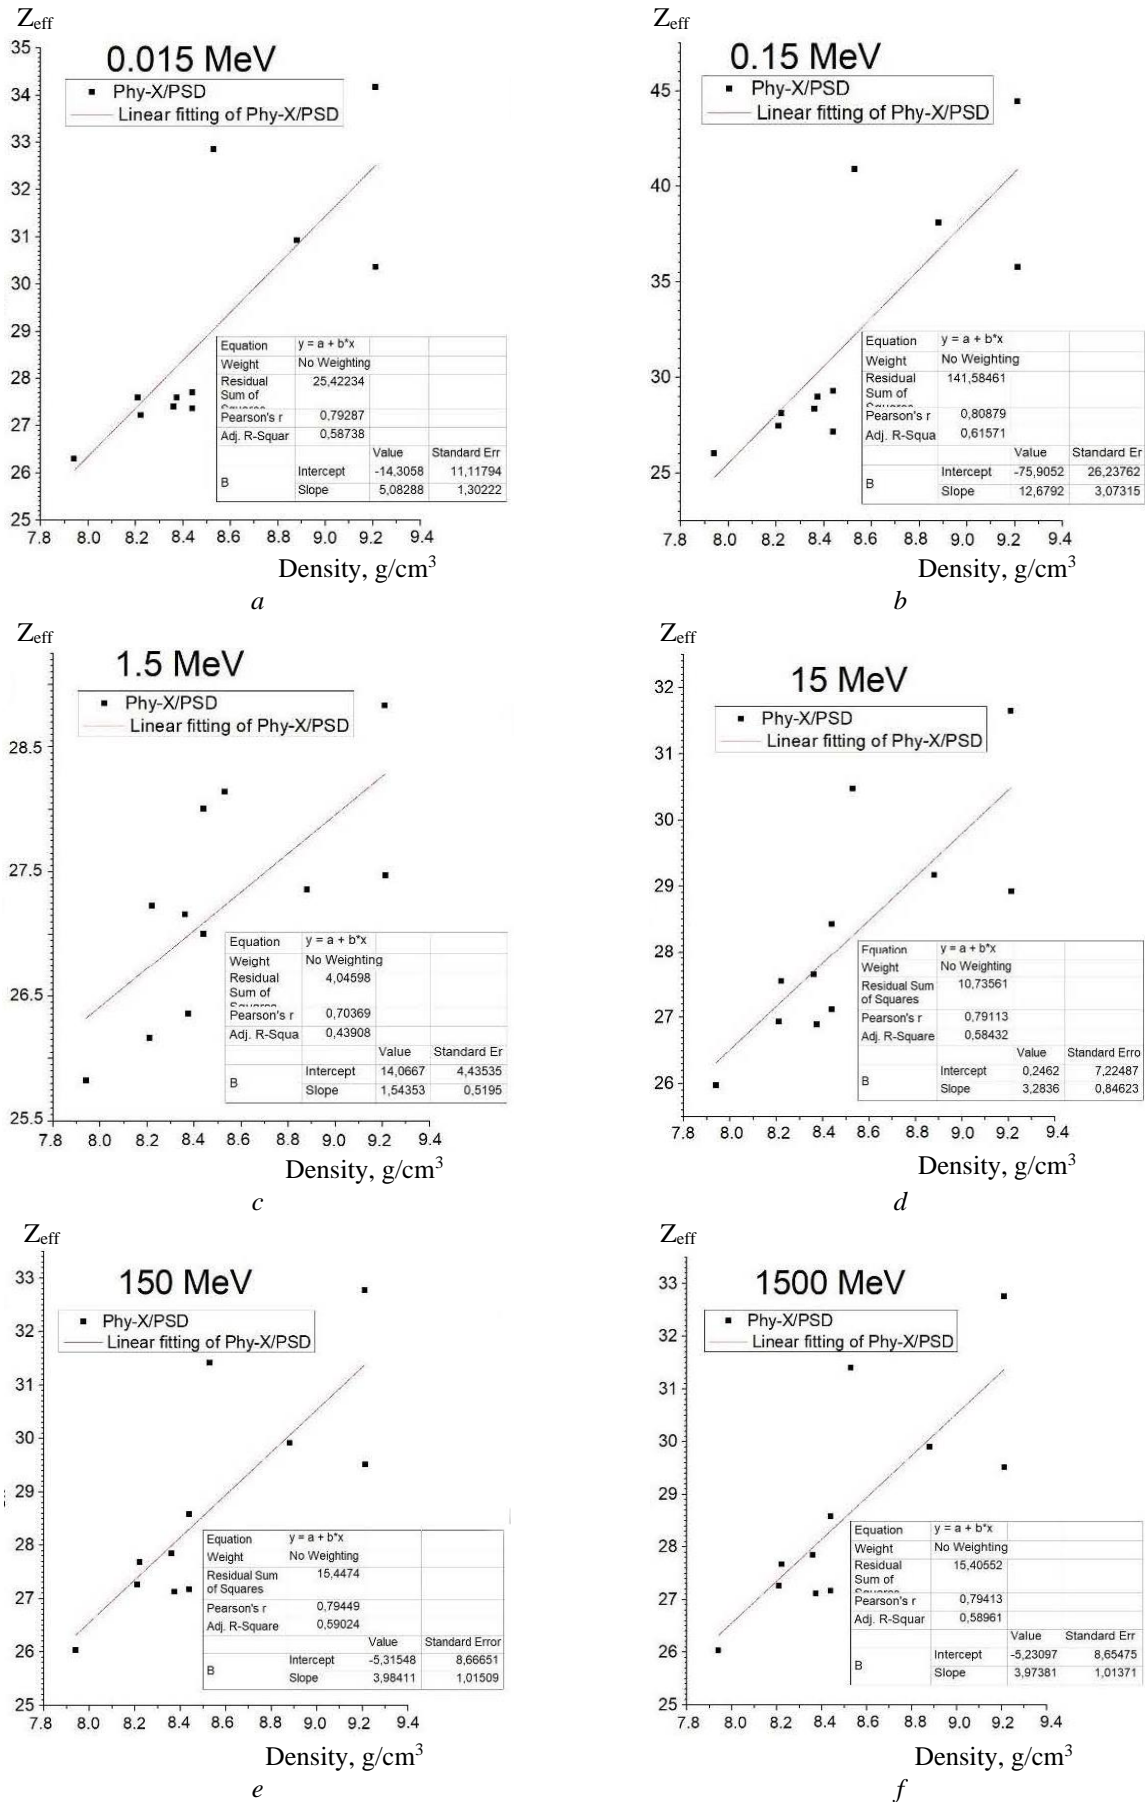 Zeff
0.015 MeV
Phy-X/PSD
Linear fitting of Phy-X/PSD
35
34
33
32
31
30
29
28
27
26
25
Equation y = a + b*x
Weight No Weighting
Residual 25,42234
Sum of
Squares
Pearson's r 0,79287
Adj. R-Squar 0,58738
Value Standard Err
B
Intercept -14,3058 11,11794
Slope 5,08288 1,30222
7.8 8.0 8.2 8.4 8.6 8.8 9.0 9.2 9.4
Density, g/cm3
a
Zeff
0.15 MeV
Phy-X/PSD
Linear fitting of Phy-X/PSD
45
40
35
30
25
Equation y = a + b*x
Weight No Weighting
Residual 141,58461
Sum of
Squares
Pearson's r 0,80879
Adj. R-Squa 0,61571
Value Standard Er
B
Intercept -75,9052 26,23762
Slope 12,6792 3,07315
7.8 8.0 8.2 8.4 8.6 8.8 9.0 9.2 9.4
Density, g/cm3
b
Zeff
1.5 MeV
Phy-X/PSD
Linear fitting of Phy-X/PSD
28.5
27.5
26.5
25.5
Equation y = a + b*x
Weight No Weighting
Residual 4,04598
Sum of
Squares
Pearson's r 0,70369
Adj. R-Squa 0,43908
Value Standard Er
B
Intercept 14,0667 4,43535
Slope 1,54353 0,5195
7.8 8.0 8.2 8.4 8.6 8.8 9.0 9.2 9.4
Density, g/cm3
c
Zeff
15 MeV
Phy-X/PSD
Linear fitting of Phy-X/PSD
32
31
30
29
28
27
26
Equation y = a + b*x
Weight No Weighting
Residual Sum 10,73561
of Squares
Pearson's r 0,79113
Adj. R-Square 0,58432
Value Standard Erro
B
Intercept 0,2462 7,22487
Slope 3,2836 0,84623
7.8 8.0 8.2 8.4 8.6 8.8 9.0 9.2 9.4
Density, g/cm3
d
Zeff
150 MeV
Phy-X/PSD
Linear fitting of Phy-X/PSD
33
32
31
30
29
28
27
26
25
Equation y = a + b*x
Weight No Weighting
Residual Sum 15,4474
of Squares
Pearson's r 0,79449
Adj. R-Square 0,59024
Value Standard Error
B
Intercept -5,31548 8,66651
Slope 3,98411 1,01509
7.8 8.0 8.2 8.4 8.6 8.8 9.0 9.2 9.4
Density, g/cm3
e
Zeff
1500 MeV
Phy-X/PSD
Linear fitting of Phy-X/PSD
33
32
31
30
29
28
27
26
25
Equation y = a + b*x
Weight No Weighting
Residual 15,40552
Sum of
Squares
Pearson's r 0,79413
Adj. R-Squar 0,58961
Value Standard Err
B
Intercept -5,23097 8,65475
Slope 3,97381 1,01371
7.8 8.0 8.2 8.4 8.6 8.8 9.0 9.2 9.4
Density, g/cm3
f